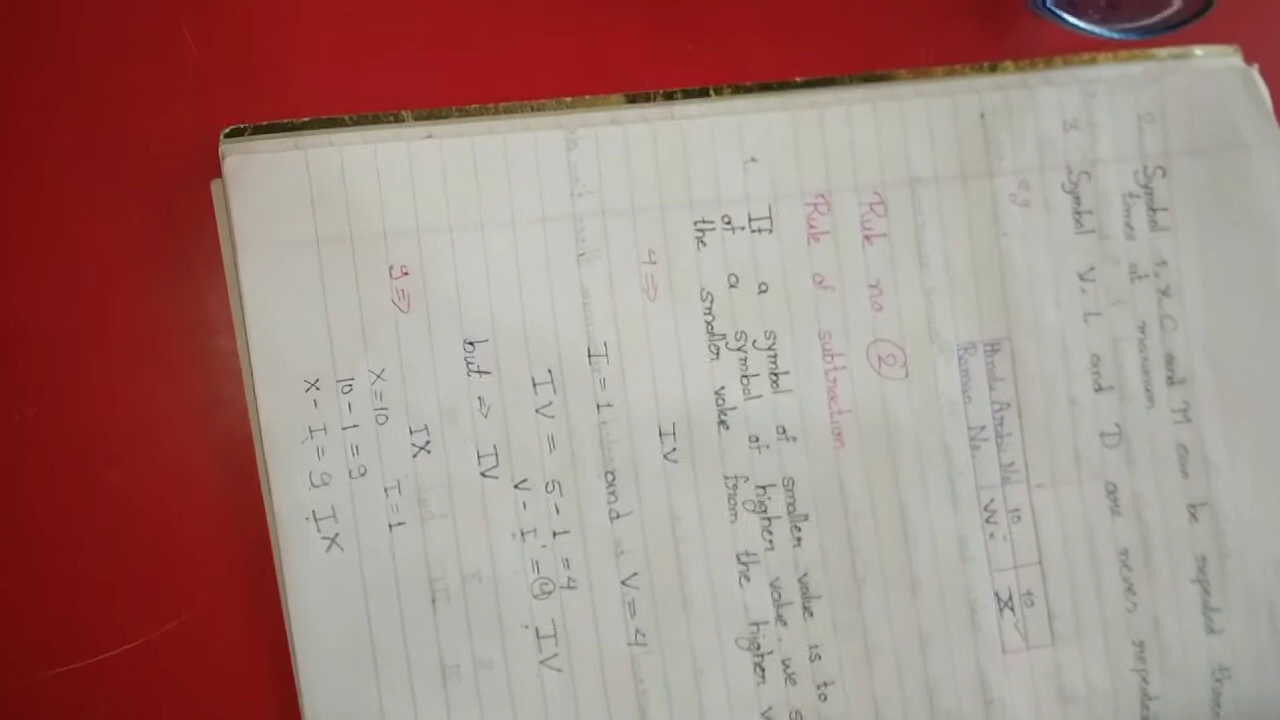 2 Symbol I, X, C and M can be repeated three
times at maximum
3 Symbol V, L and D are never repeate
eg
Hindu Arabic No 10 10
Roman No. VV X
Rule no. 2
Rule of subtraction
1. If a symbol of smaller value is to
of a symbol of higher value. we s
the smaller value from the higher v
4 ⇒ IV
I = 1 and V = 4
IV = 5 - 1 = 4
V - I = 4 IV
but ⇒ IV
9 ⇒ IX
X = 10 I = 1
10 - 1 = 9
X - I = 9 IX